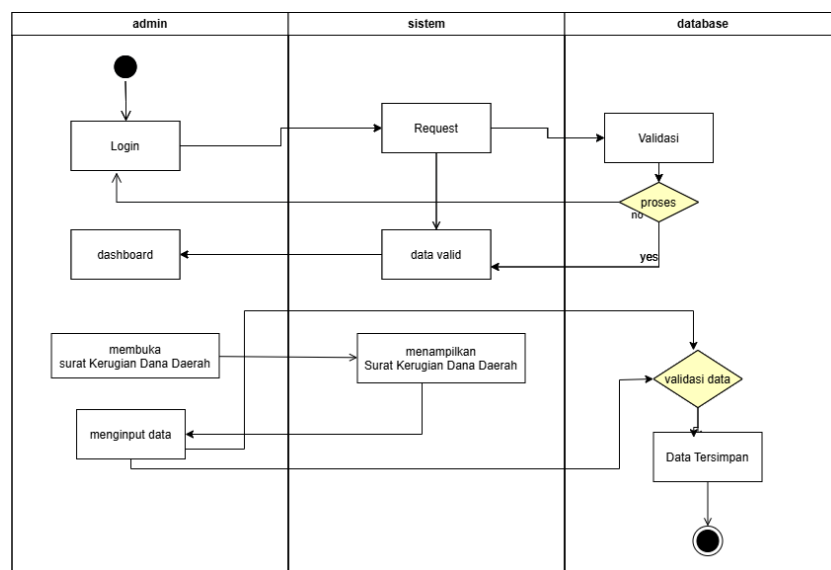 admin
sistem
database
Login
Request
Validasi
proses
no
dashboard
data valid
yes
membuka
surat Kerugian Dana Daerah
menampilkan
Surat Kerugian Dana Daerah
validasi data
menginput data
Data Tersimpan